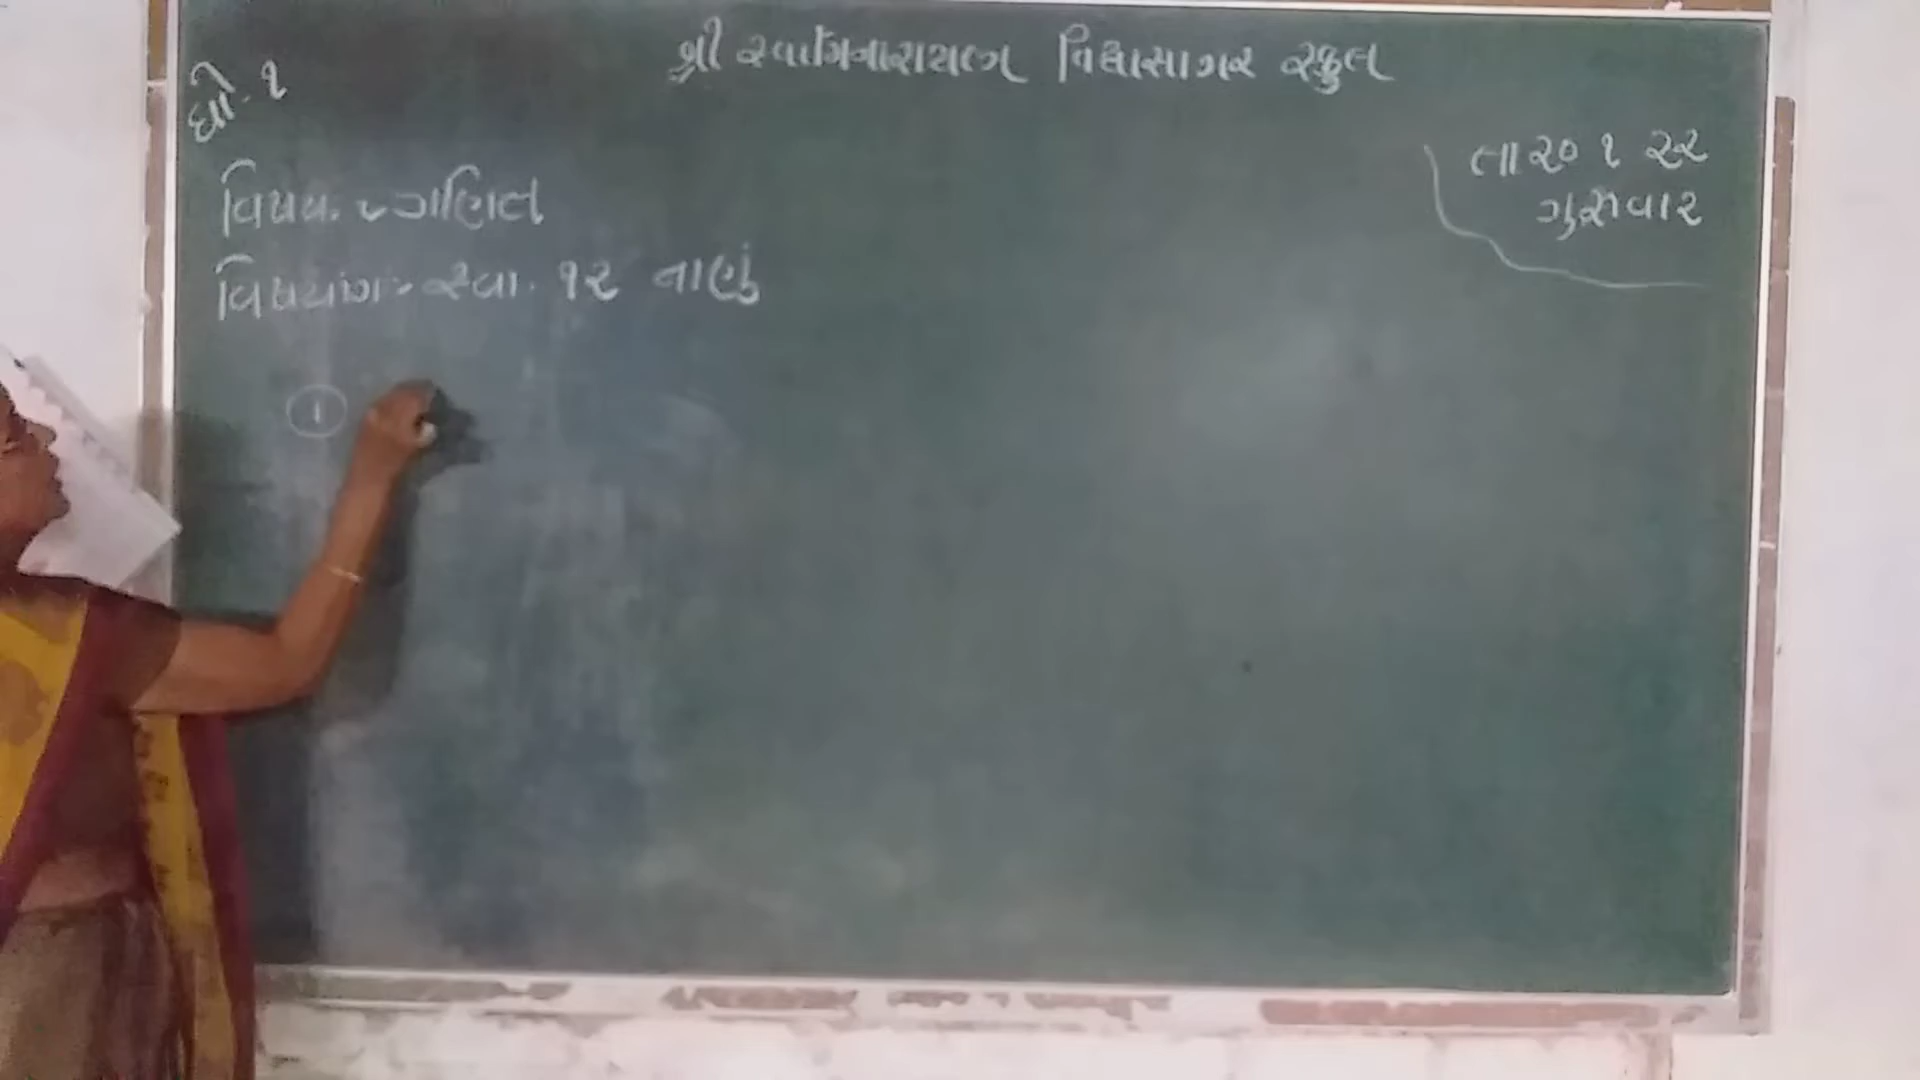 શ્રી સ્વામિનારાયણ વિદ્યાસાગર સ્કુલ
ધો. ૧
તા ૨૦ ૧ ૨૨
ગુરુવાર
વિષય :- ગણિત
વિષયાંગ :- સ્વા. ૧૨ નાણું
①